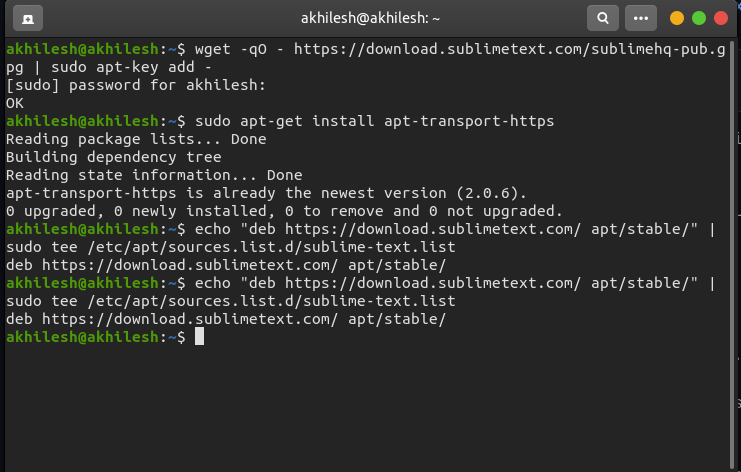 akhilesh@akhilesh: ~
akhilesh@akhilesh:~$ wget -qO - https://download.sublimetext.com/sublimehq-pub.g
pg | sudo apt-key add -
[sudo] password for akhilesh:
OK
akhilesh@akhilesh:~$ sudo apt-get install apt-transport-https
Reading package lists... Done
Building dependency tree
Reading state information... Done
apt-transport-https is already the newest version (2.0.6).
0 upgraded, 0 newly installed, 0 to remove and 0 not upgraded.
akhilesh@akhilesh:~$ echo "deb https://download.sublimetext.com/ apt/stable/" |
sudo tee /etc/apt/sources.list.d/sublime-text.list
deb https://download.sublimetext.com/ apt/stable/
akhilesh@akhilesh:~$ echo "deb https://download.sublimetext.com/ apt/stable/" |
sudo tee /etc/apt/sources.list.d/sublime-text.list
deb https://download.sublimetext.com/ apt/stable/
akhilesh@akhilesh:~$